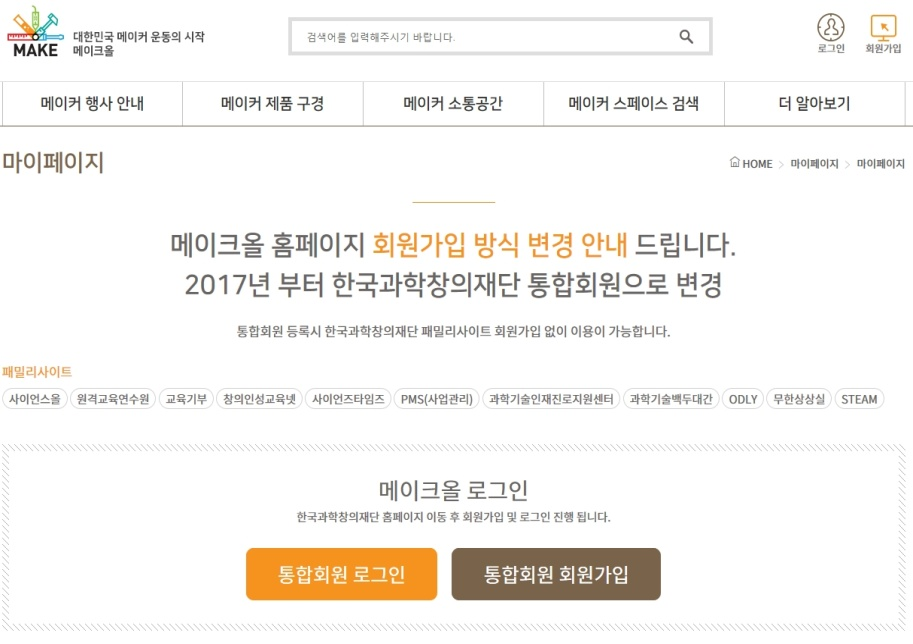 MAKE
대한민국 메이커 운동의 시작
메이크올
검색어를 입력해주시기 바랍니다.
로그인
회원가입
메이커 행사 안내
메이커 제품 구경
메이커 소통공간
메이커 스페이스 검색
더 알아보기
마이페이지
HOME > 마이페이지 > 마이페이지
메이크올 홈페이지 회원가입 방식 변경 안내 드립니다.
2017년 부터 한국과학창의재단 통합회원으로 변경
통합회원 등록시 한국과학창의재단 패밀리사이트 회원가입 없이 이용이 가능합니다.
패밀리사이트
사이언스올 원격교육연수원 교육기부 창의인성교육넷 사이언즈타임즈 PMS(사업관리) 과학기술인재진로지원센터 과학기술백두대간 ODLY 무한상상실 STEAM
메이크올 로그인
한국과학창의재단 홈페이지 이동 후 회원가입 및 로그인 진행 됩니다.
통합회원 로그인
통합회원 회원가입